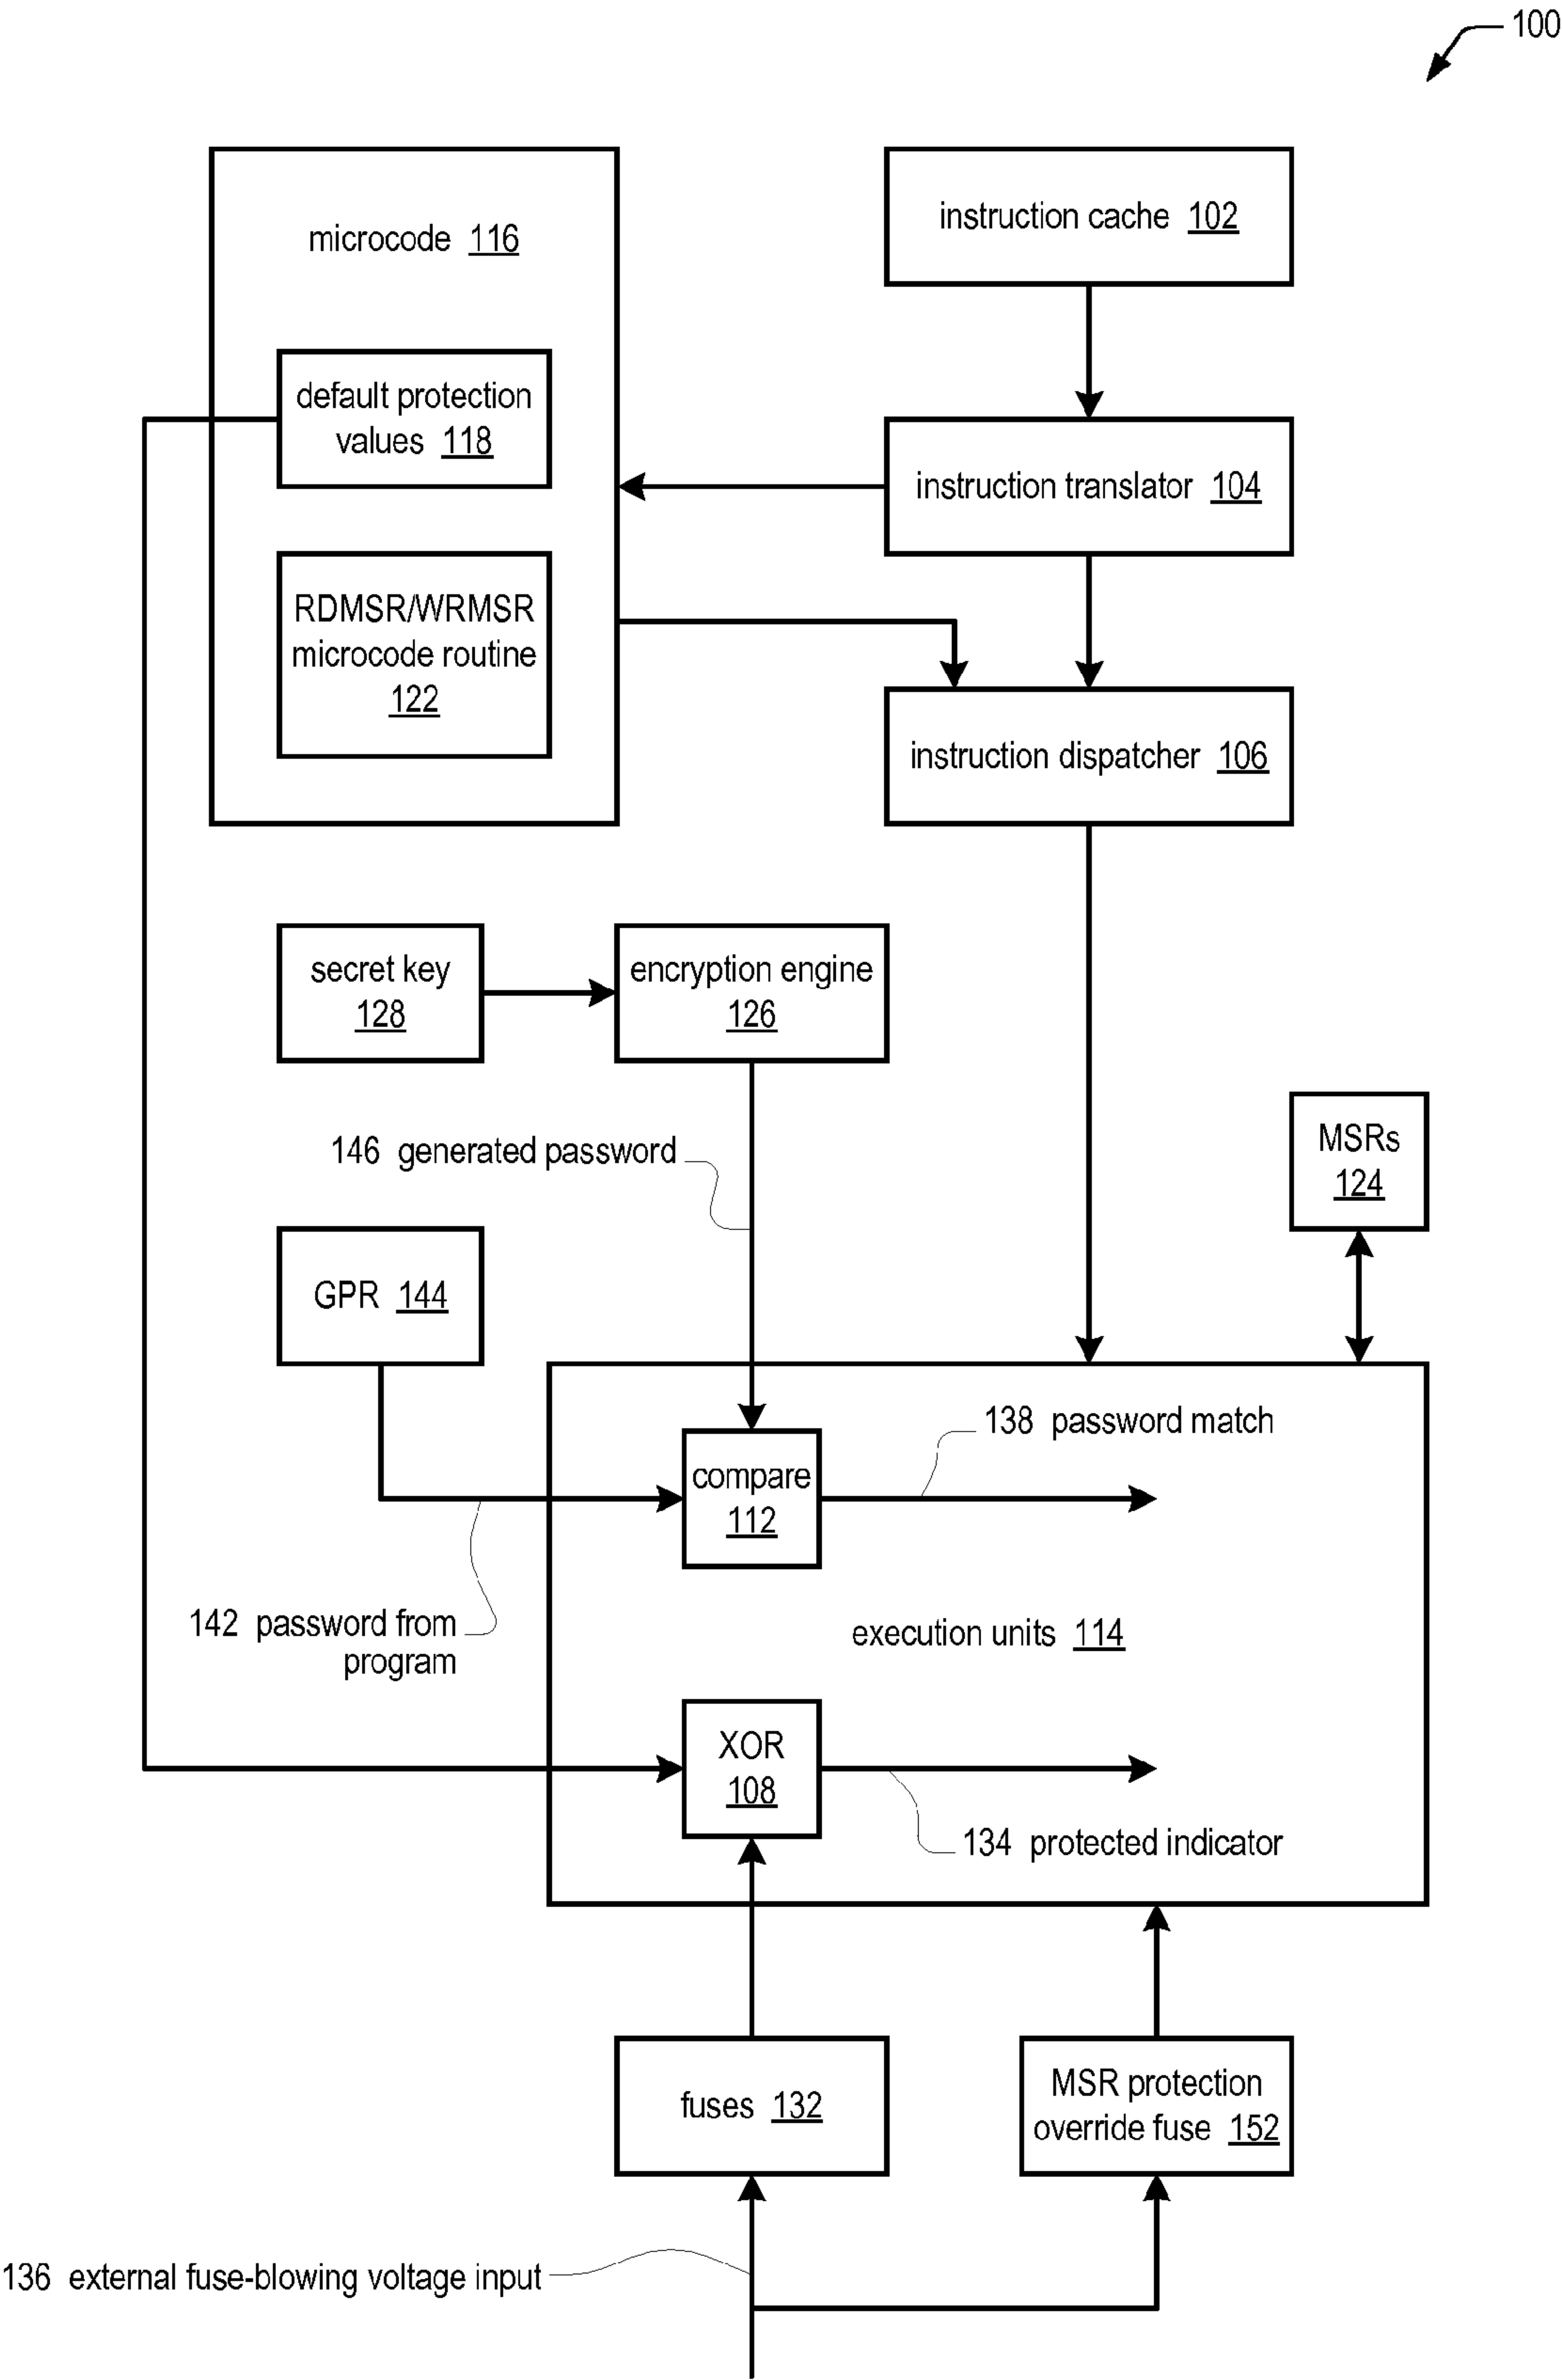 100
microcode 116
instruction cache 102
default protection
values 118
instruction translator 104
RDMSR/WRMSR
microcode routine
122
instruction dispatcher 106
secret key
128
encryption engine
126
146 generated password
MSRs
124
GPR 144
138 password match
compare
112
142 password from
program
execution units 114
XOR
108
134 protected indicator
fuses 132
MSR protection
override fuse 152
136 external fuse-blowing voltage input